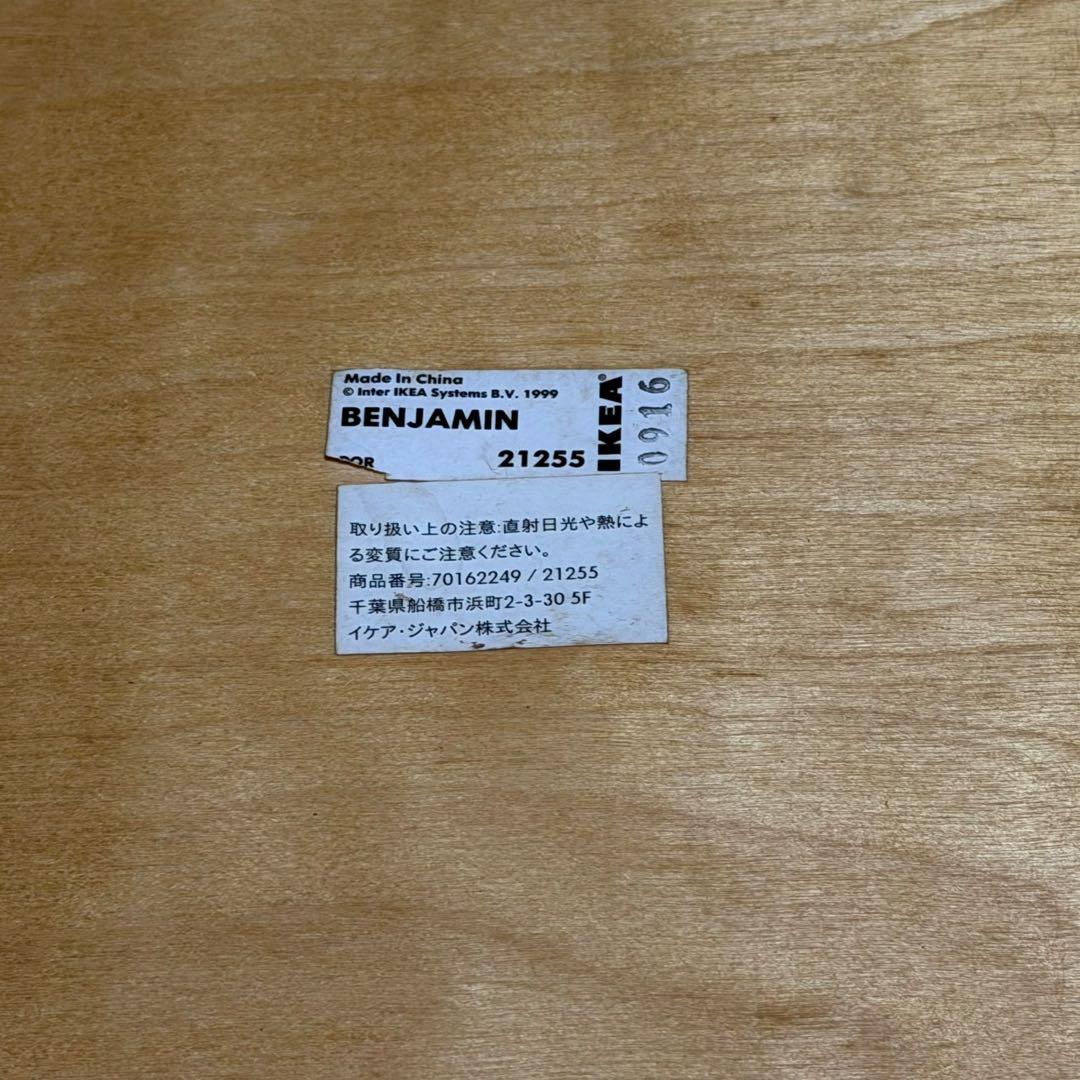 Made In China
© Inter IKEA Systems B.V. 1999
BENJAMIN
21255
IKEA®
0916
取り扱い上の注意:直射日光や熱によ
る変質にご注意ください。
商品番号:70162249 / 21255
千葉県船橋市浜町2-3-30 5F
イケア・ジャパン株式会社